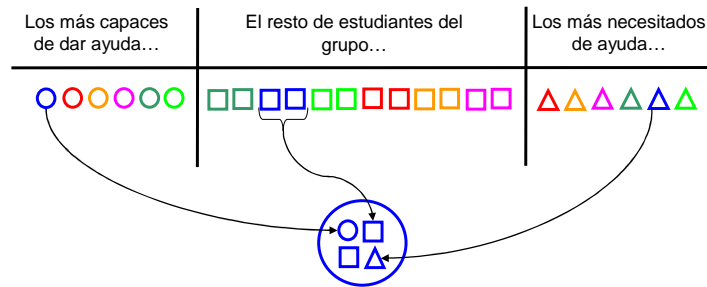 Los más capaces
de dar ayuda…
El resto de estudiantes del
grupo…
Los más necesitados
de ayuda…